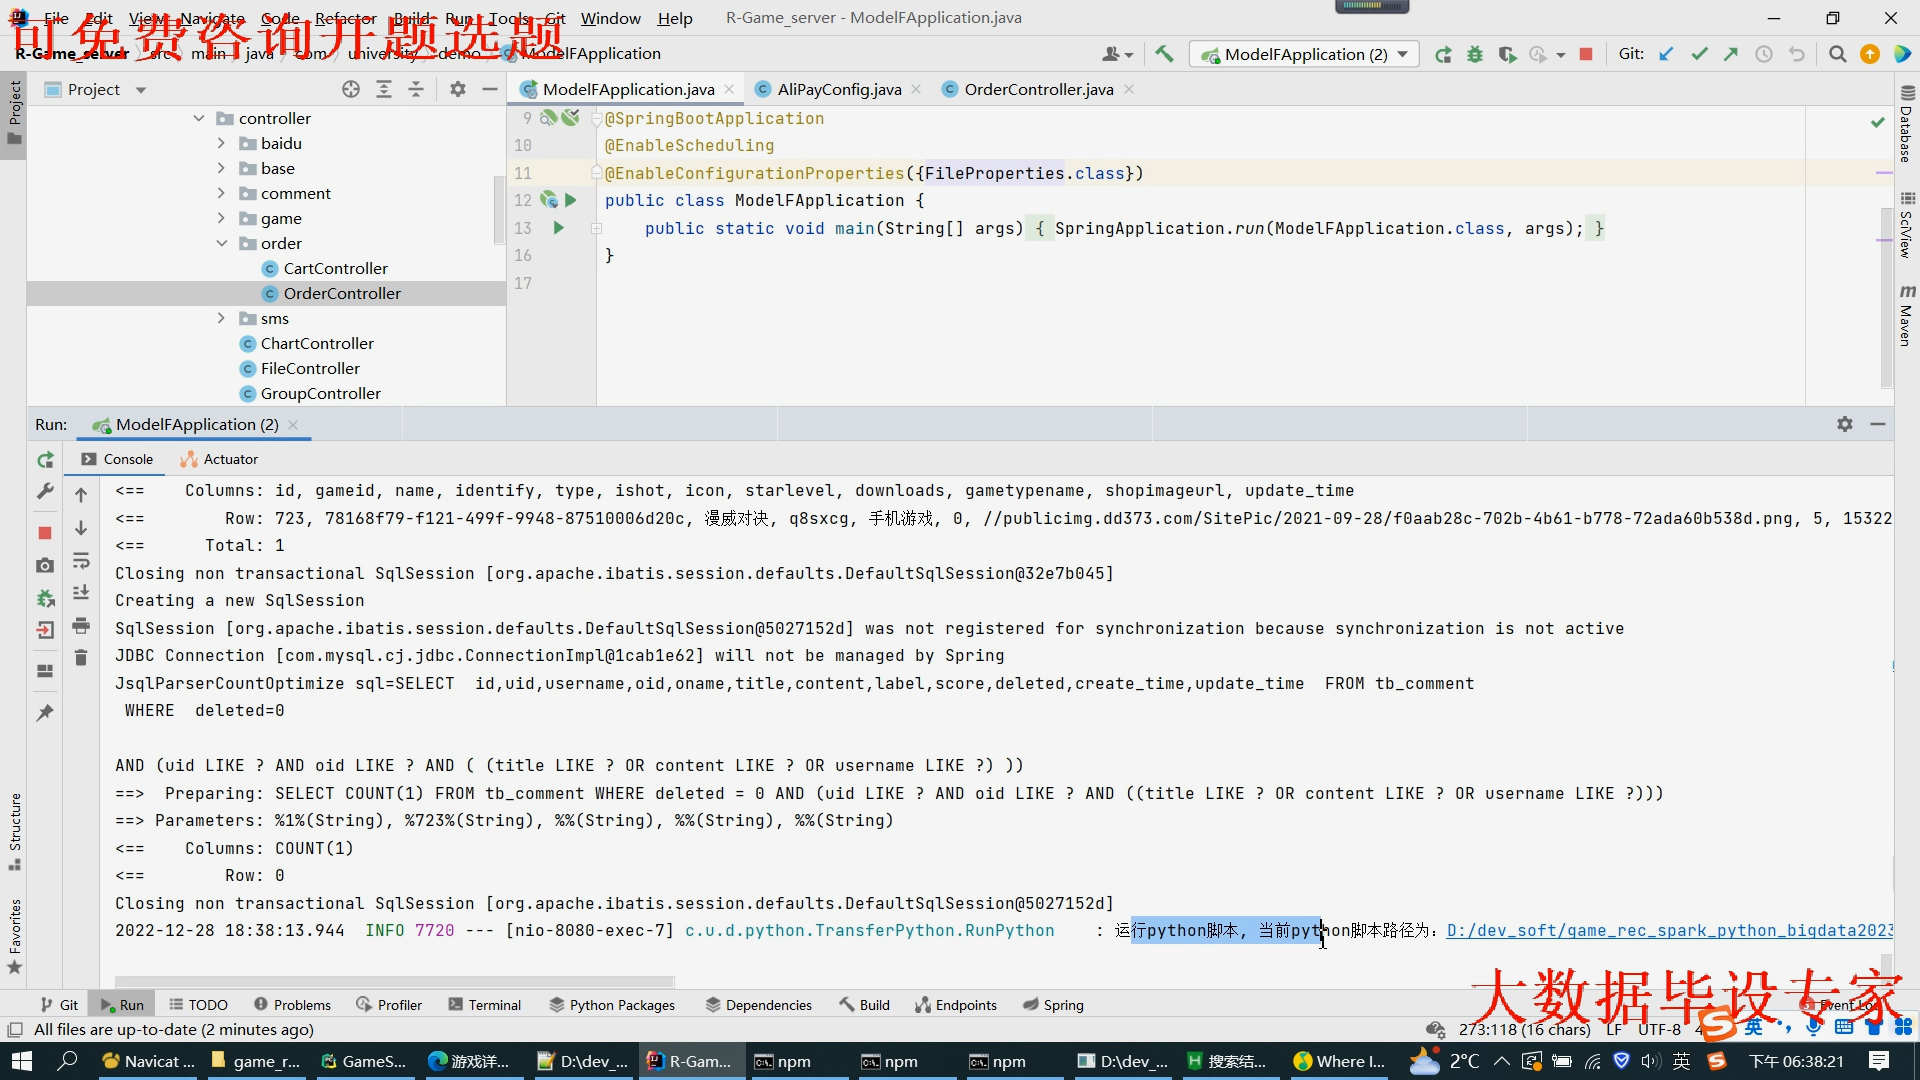 File Edit View Navigate Code Refactor Build Run Tools Git Window Help R-Game_server - ModelFApplication.java
可免费咨询开题选题
R-Game_server src main java com university demo ModelFApplication
ModelFApplication (2) Git:
Project
ModelFApplication.java AliPayConfig.java OrderController.java
controller
baidu
base
comment
game
order
CartController
OrderController
sms
ChartController
FileController
GroupController
9 @SpringBootApplication
10 @EnableScheduling
11 @EnableConfigurationProperties({FileProperties.class})
12 public class ModelFApplication {
13 public static void main(String[] args) { SpringApplication.run(ModelFApplication.class, args); }
16 }
17
Project
Structure
Favorites
Database
SciView
Maven
Run: ModelFApplication (2)
Console Actuator
<== Columns: id, gameid, name, identify, type, ishot, icon, starlevel, downloads, gametypename, shopimageurl, update_time
<== Row: 723, 78168f79-f121-499f-9948-87510006d20c, 漫威对决, q8sxcg, 手机游戏, 0, //publicimg.dd373.com/SitePic/2021-09-28/f0aab28c-702b-4b61-b778-72ada60b538d.png, 5, 15322
<== Total: 1
Closing non transactional SqlSession [org.apache.ibatis.session.defaults.DefaultSqlSession@32e7b045]
Creating a new SqlSession
SqlSession [org.apache.ibatis.session.defaults.DefaultSqlSession@5027152d] was not registered for synchronization because synchronization is not active
JDBC Connection [com.mysql.cj.jdbc.ConnectionImpl@1cab1e62] will not be managed by Spring
JsqlParserCountOptimize sql=SELECT id,uid,username,oid,oname,title,content,label,score,deleted,create_time,update_time FROM tb_comment
WHERE deleted=0
AND (uid LIKE ? AND oid LIKE ? AND ( (title LIKE ? OR content LIKE ? OR username LIKE ?) ))
==> Preparing: SELECT COUNT(1) FROM tb_comment WHERE deleted = 0 AND (uid LIKE ? AND oid LIKE ? AND ((title LIKE ? OR content LIKE ? OR username LIKE ?)))
==> Parameters: %1%(String), %723%(String), %%(String), %%(String), %%(String)
<== Columns: COUNT(1)
<== Row: 0
Closing non transactional SqlSession [org.apache.ibatis.session.defaults.DefaultSqlSession@5027152d]
2022-12-28 18:38:13.944 INFO 7720 --- [nio-8080-exec-7] c.u.d.python.TransferPython.RunPython : 运行python脚本, 当前python脚本路径为: D:/dev_soft/game_rec_spark_python_bigdata2023
大数据毕设专家
Git Run TODO Problems Profiler Terminal Python Packages Dependencies Build Endpoints Spring Event Log
All files are up-to-date (2 minutes ago) 273:118 (16 chars) LF UTF-8 4 英
Navicat ... game_r... GameS... 游戏详... D:\dev_... R-Gam... npm npm npm D:\dev_... 搜索结... Where I... 2°C 英 下午 06:38:21